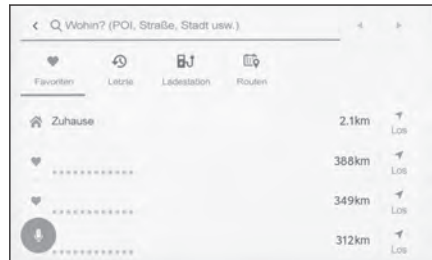 Wohin? (POI, Straße, Stadt usw.)
Favoriten Letzte Ladestation Routen
Zuhause 2.1km Los
************ 388km Los
************ 349km Los
************ 312km Los